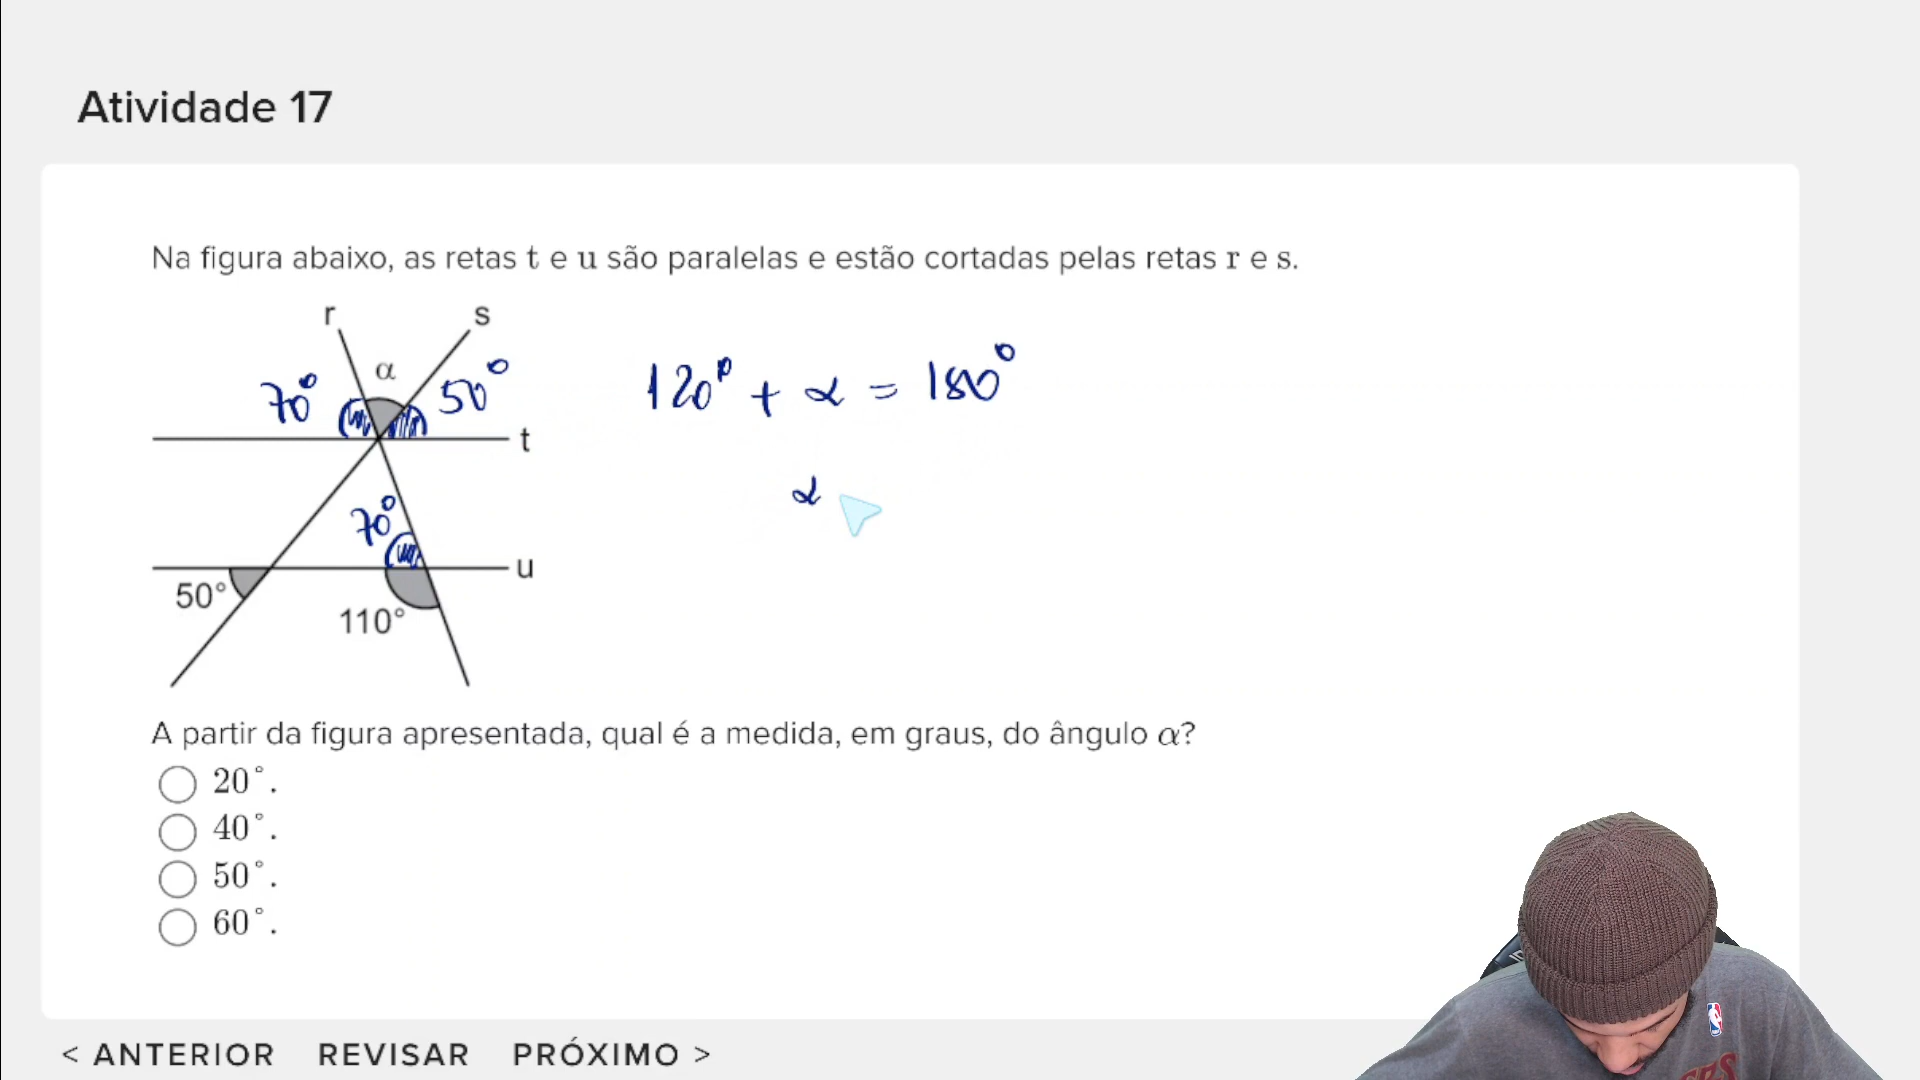 Atividade 17
Na figura abaixo, as retas t e u são paralelas e estão cortadas pelas retas r e s.
r
s
α
70°
50°
t
120° + α = 180°
α
70°
u
50°
110°
A partir da figura apresentada, qual é a medida, em graus, do ângulo α?
20°.
40°.
50°.
60°.
< ANTERIOR REVISAR PRÓXIMO >